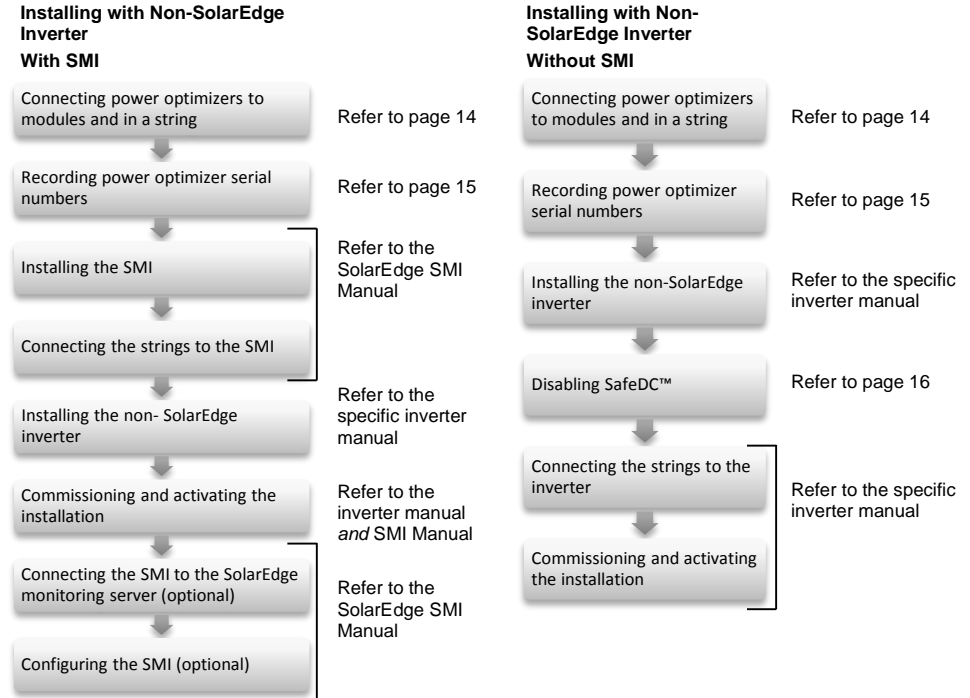 Installing with Non-SolarEdge
Inverter
With SMI
Connecting power optimizers to
modules and in a string
Refer to page 14
Recording power optimizer serial
numbers
Refer to page 15
Installing the SMI
Connecting the strings to the SMI
Refer to the
SolarEdge SMI
Manual
Installing the non- SolarEdge
inverter
Refer to the
specific inverter
manual
Commissioning and activating the
installation
Refer to the
inverter manual
and SMI Manual
Connecting the SMI to the SolarEdge
monitoring server (optional)
Configuring the SMI (optional)
Refer to the
SolarEdge SMI
Manual
Installing with Non-
SolarEdge Inverter
Without SMI
Connecting power optimizers
to modules and in a string
Refer to page 14
Recording power optimizer
serial numbers
Refer to page 15
Installing the non-SolarEdge
inverter
Refer to the specific
inverter manual
Disabling SafeDC™
Refer to page 16
Connecting the strings to the
inverter
Commissioning and activating
the installation
Refer to the specific
inverter manual